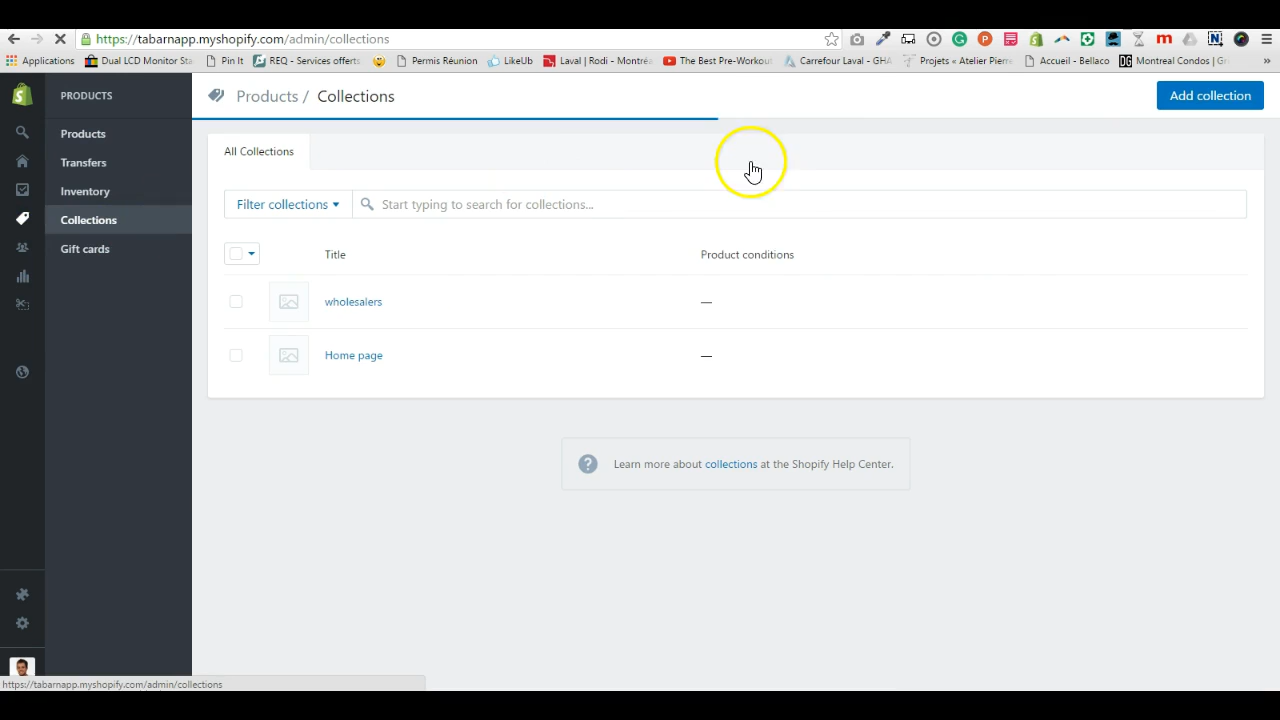 https://tabarnapp.myshopify.com/admin/collections
Applications Dual LCD Monitor Sta Pin It REQ - Services offerts LikeUb Laval | Rodi - Montréa The Best Pre-Workout Carrefour Laval - GHA Projets « Atelier Pierre Accueil - Bellaco Montreal Condos | Gri »
PRODUCTS
Products / Collections
Add collection
Products
Transfers
Inventory
Collections
Gift cards
All Collections
Filter collections
Start typing to search for collections...
Title Product conditions
wholesalers —
Home page —
? Learn more about collections at the Shopify Help Center.
https://tabarnapp.myshopify.com/admin/collections